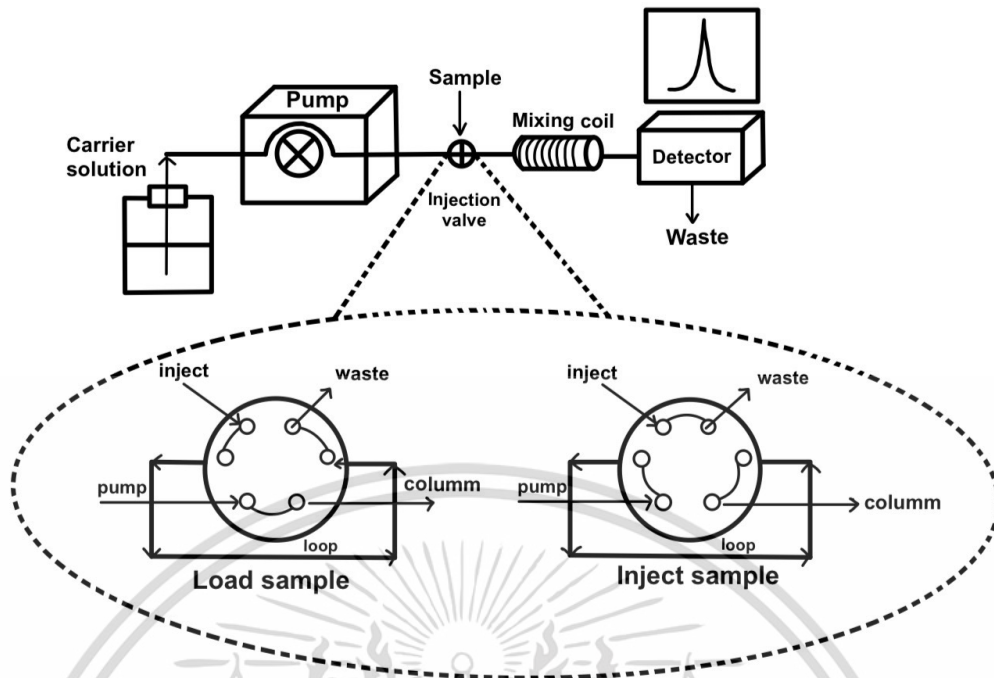 Sample
Pump
Mixing coil
Carrier
solution
Detector
Injection
valve
Waste
inject
waste
inject
waste
pump
columm
pump
columm
loop
loop
Load sample
Inject sample